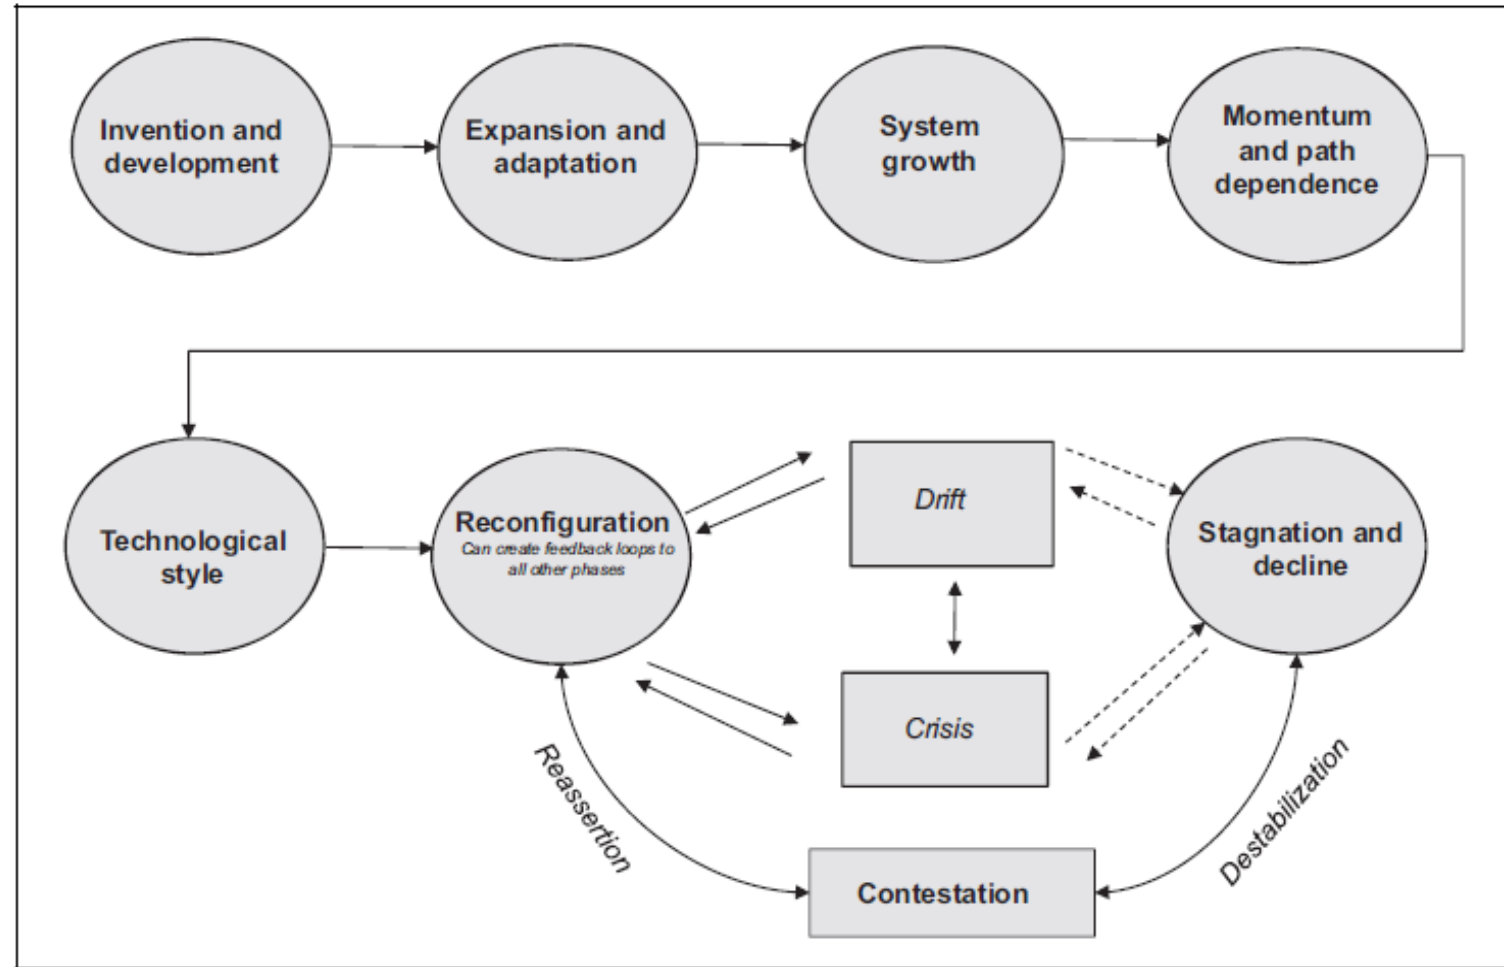 Invention and
development
Expansion and
adaptation
System
growth
Momentum
and path
dependence
Technological
style
Reconfiguration
Can create feedback loops to
all other phases
Drift
Stagnation and
decline
Crisis
Reassertion
Destabilization
Contestation